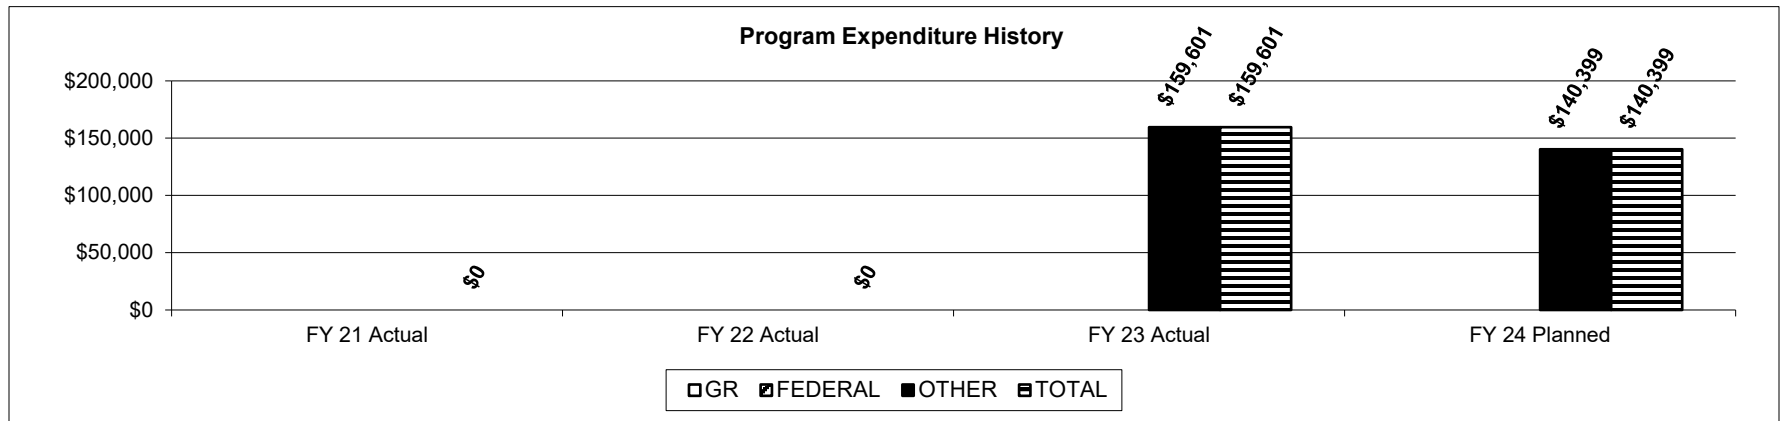 Program Expenditure History
$159,601
$159,601
$140,399
$140,399
$200,000
$150,000
$100,000
$50,000
$0
$0
$0
FY 21 Actual
FY 22 Actual
FY 23 Actual
FY 24 Planned
GR FEDERAL OTHER TOTAL